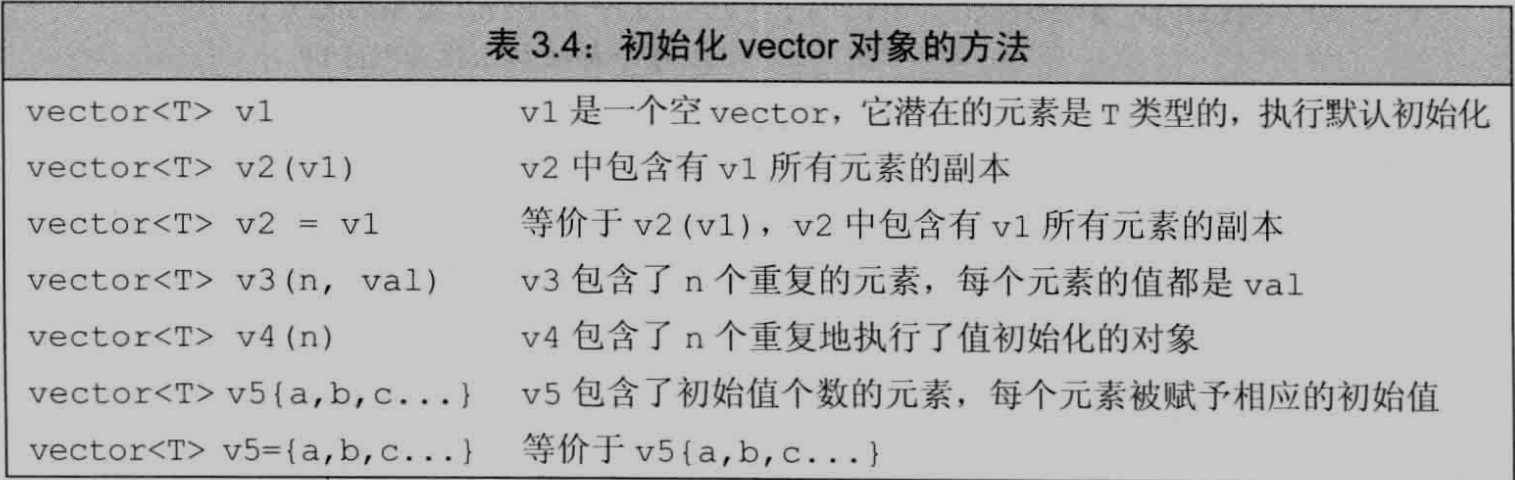 表 3.4：初始化 vector 对象的方法
vector<T> v1 v1 是一个空 vector，它潜在的元素是 T 类型的，执行默认初始化
vector<T> v2(v1) v2 中包含有 v1 所有元素的副本
vector<T> v2 = v1 等价于 v2(v1)，v2 中包含有 v1 所有元素的副本
vector<T> v3(n, val) v3 包含了 n 个重复的元素，每个元素的值都是 val
vector<T> v4(n) v4 包含了 n 个重复地执行了值初始化的对象
vector<T> v5{a,b,c...} v5 包含了初始值个数的元素，每个元素被赋予相应的初始值
vector<T> v5={a,b,c...} 等价于 v5{a,b,c...}